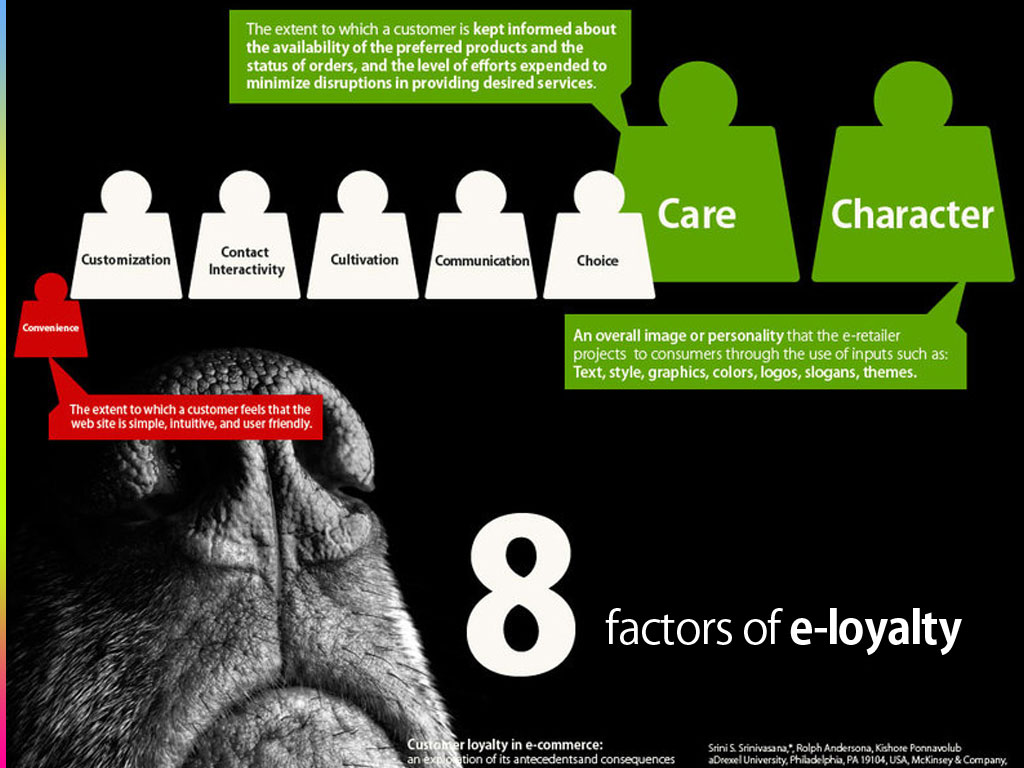 The extent to which a customer is kept informed about
the availability of the preferred products and the
status of orders, and the level of efforts expended to
minimize disruptions in providing desired services.
Care
Character
Customization
Contact
Interactivity
Cultivation
Communication
Choice
Convenience
An overall image or personality that the e-retailer
projects to consumers through the use of inputs such as:
Text, style, graphics, colors, logos, slogans, themes.
The extent to which a customer feels that the
web site is simple, intuitive, and user friendly.
8
factors of e-loyalty
Customer loyalty in e-commerce:
an exploration of its antecedentsand consequences
Srini S. Srinivasana,*, Rolph Andersona, Kishore Ponnavolub
aDrexel University, Philadelphia, PA 19104, USA, McKinsey & Company,